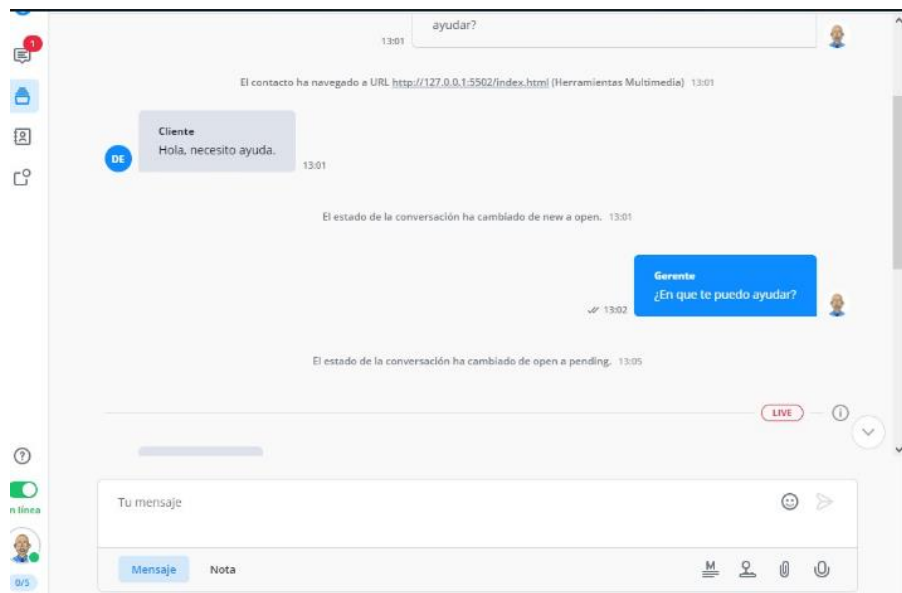 ayudar?
13:01
1
El contacto ha navegado a URL http://127.0.0.1:5502/index.html (Herramientas Multimedia) 13:01
Cliente
DE Hola, necesito ayuda.
13:01
El estado de la conversación ha cambiado de new a open. 13:01
Gerente
¿En que te puedo ayudar?
13:02
El estado de la conversación ha cambiado de open a pending. 13:05
LIVE
Tu mensaje
n línea
Mensaje Nota M
0/5